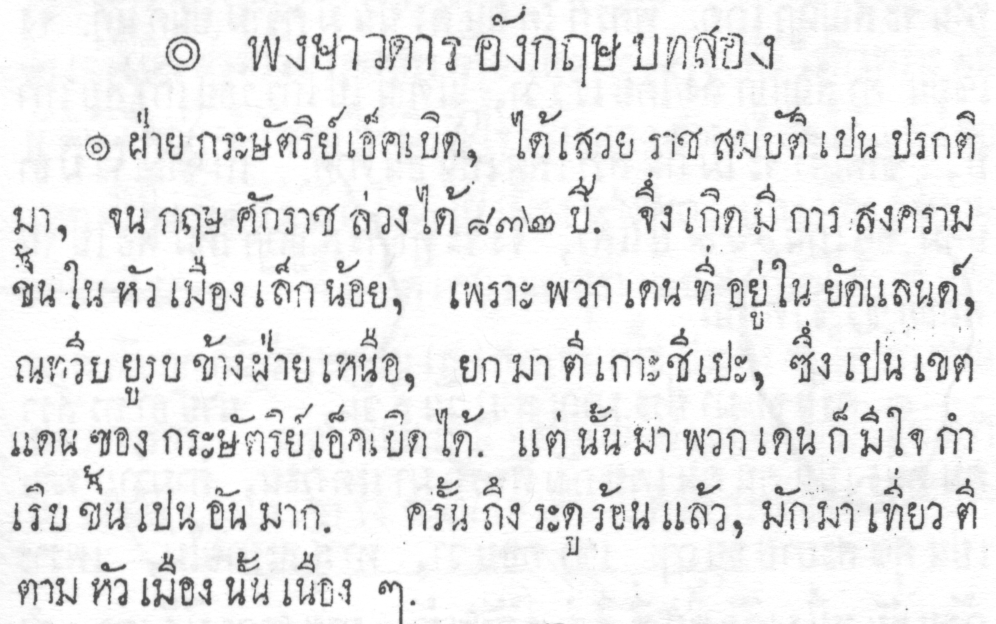 ๏ พงษาวดาร อังกฤษ บทสอง
๏ ฝ่าย กระษัตริย์ เอ็คเบิด, ได้ เสวย ราช สมบัติ เปน ปรกติ
มา, จน กฤษ ศักราช ล่วง ได้ ๘๓๒ ปี. จึ่ง เกิด มี การ สงคราม
ขึ้น ใน หัว เมือง เล็ก น้อย, เพราะ พวก เดน ที่ อยู่ ใน ยัดแลนด์,
ณทวีบ ยูรบ ข้างฝ่าย เหนือ, ยก มา ตี เกาะ ชีเปะ, ซึ่ง เปน เขต
แดน ของ กระษัตริย์ เอ็คเบิด ได้. แต่ นั้น มา พวก เดน ก็ มีใจ กำ
เริบ ขึ้น เปน อัน มาก. ครั้น ถึง ระดู ร้อน แล้ว, มัก มา เที่ยว ตี
ตาม หัว เมือง นั้น เนือง ๆ.